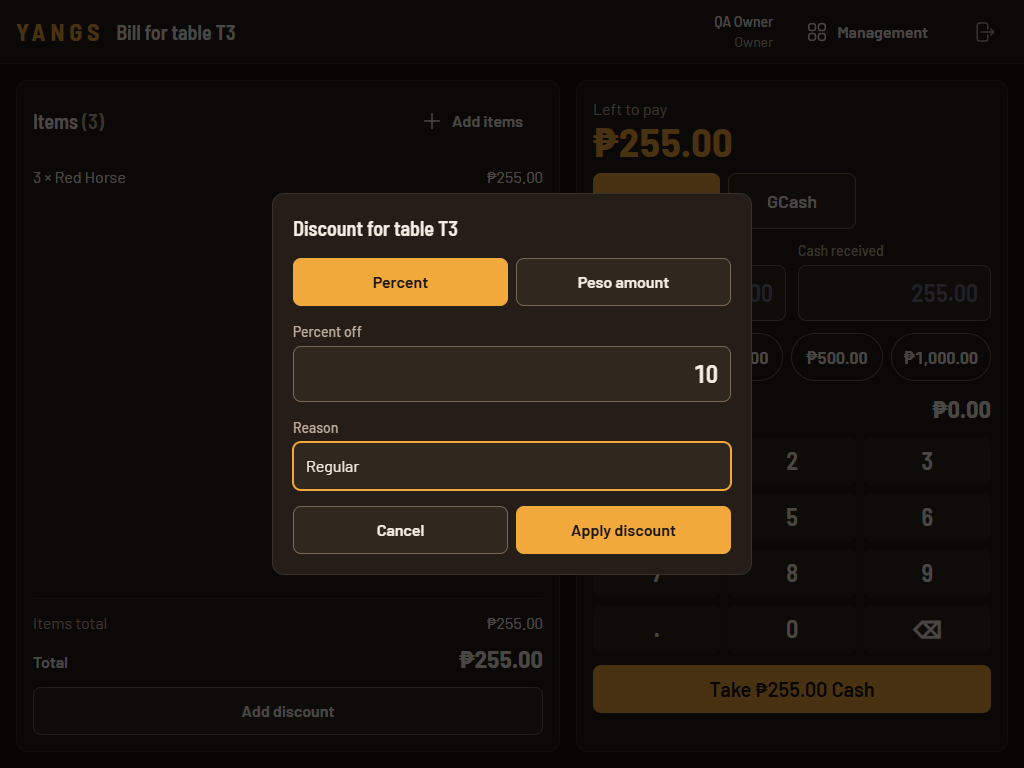 YANGS Bill for table T3
QA Owner
Owner
Management
Items (3)
Add items
3 × Red Horse ₱255.00
Left to pay
₱255.00
GCash
Cash received
00 255.00
00 ₱500.00 ₱1,000.00
₱0.00
2 3
5 6
7 8 9
. 0 ⌫
Take ₱255.00 Cash
Discount for table T3
Percent Peso amount
Percent off
10
Reason
Regular
Cancel Apply discount
Items total ₱255.00
Total ₱255.00
Add discount